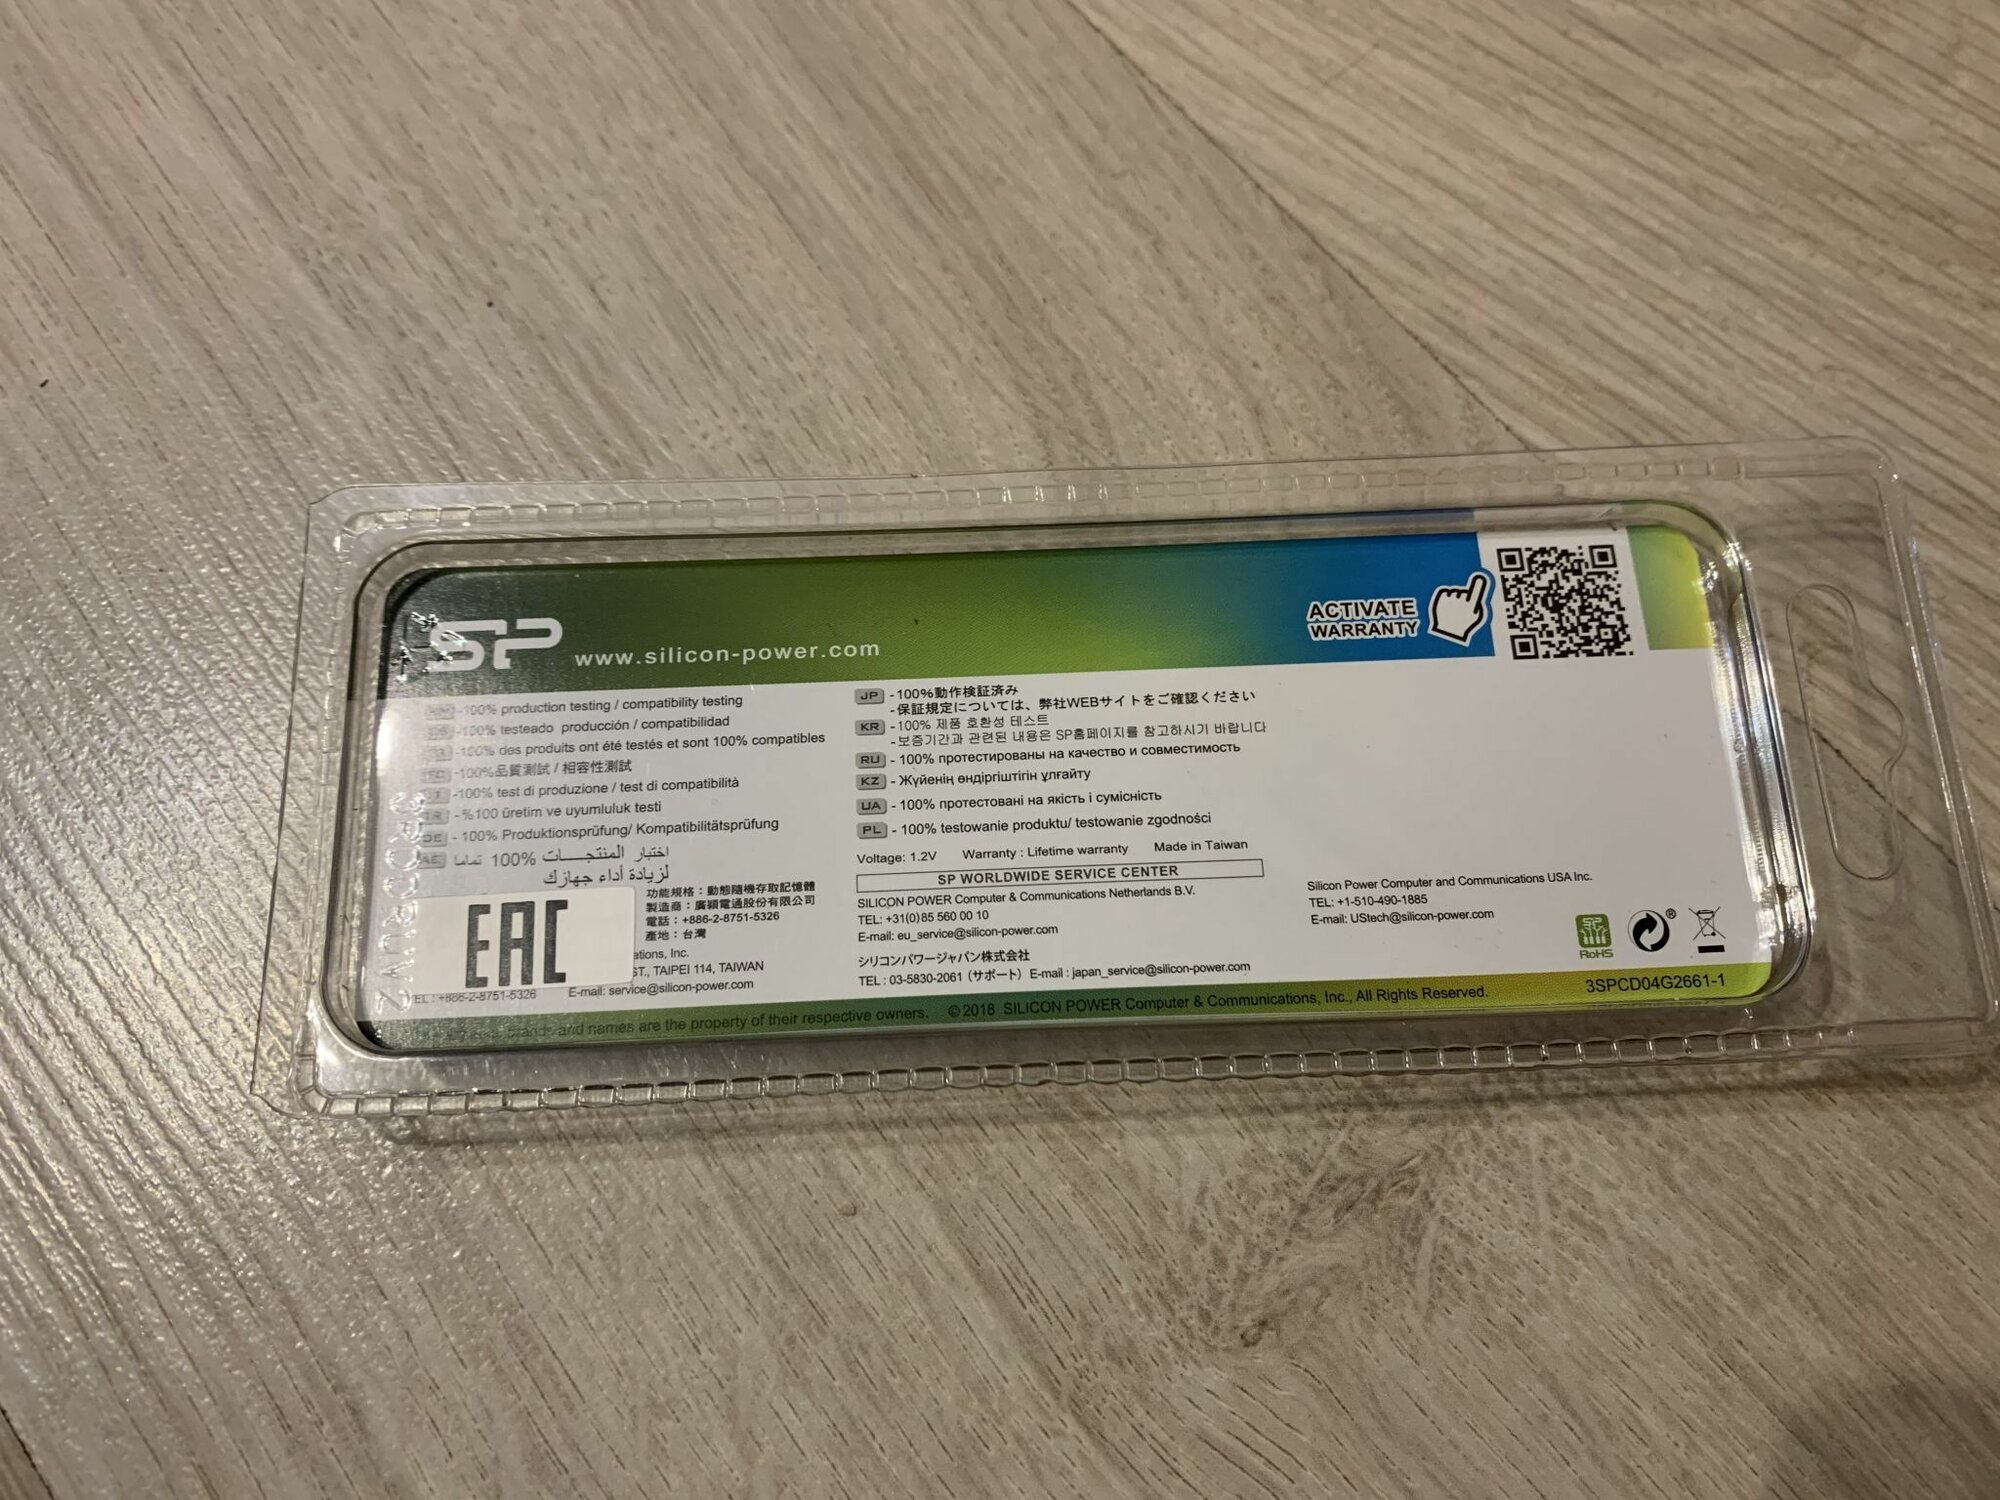 SP www.silicon-power.com
ACTIVATE
WARRANTY
-100% production testing / compatibility testing
-100% testeado producción / compatibilidad
-100% des produits ont été testés et sont 100% compatibles
-100%品質測試 / 相容性測試
-100% test di produzione / test di compatibilità
TR - %100 üretim ve uyumluluk testi
DE - 100% Produktionsprüfung/ Kompatibilitätsprüfung
AE اختبار المنتجـــات 100% تماما
لزيادة أداء جهازك
功能規格：動態隨機存取記憶體
製造商：廣穎電通股份有限公司
電話：+886-2-8751-5326
產地：台灣
EAC
ations, Inc.
ST., TAIPEI 114, TAIWAN
TEL : +886-2-8751-5326 E-mail: service@silicon-power.com
JP -100%動作検証済み
-保証規定については、弊社WEBサイトをご確認ください
KR -100% 제품 호환성 테스트
-보증기간과 관련된 내용은 SP홈페이지를 참고하시기 바랍니다
RU - 100% протестированы на качество и совместимость
KZ - Жүйенің өндіргіштігін ұлғайту
UA - 100% протестовані на якість і сумісність
PL - 100% testowanie produktu/ testowanie zgodności
Voltage: 1.2V Warranty : Lifetime warranty Made in Taiwan
SP WORLDWIDE SERVICE CENTER
SILICON POWER Computer & Communications Netherlands B.V.
TEL: +31(0)85 560 00 10
E-mail: eu_service@silicon-power.com
シリコンパワージャパン株式会社
TEL : 03-5830-2061 (サポート) E-mail : japan_service@silicon-power.com
Silicon Power Computer and Communications USA Inc.
TEL: +1-510-490-1885
E-mail: UStech@silicon-power.com
SP
RoHS
®
3SPCD04G2661-1
brands and names are the property of their respective owners. ©2018 SILICON POWER Computer & Communications, Inc., All Rights Reserved.